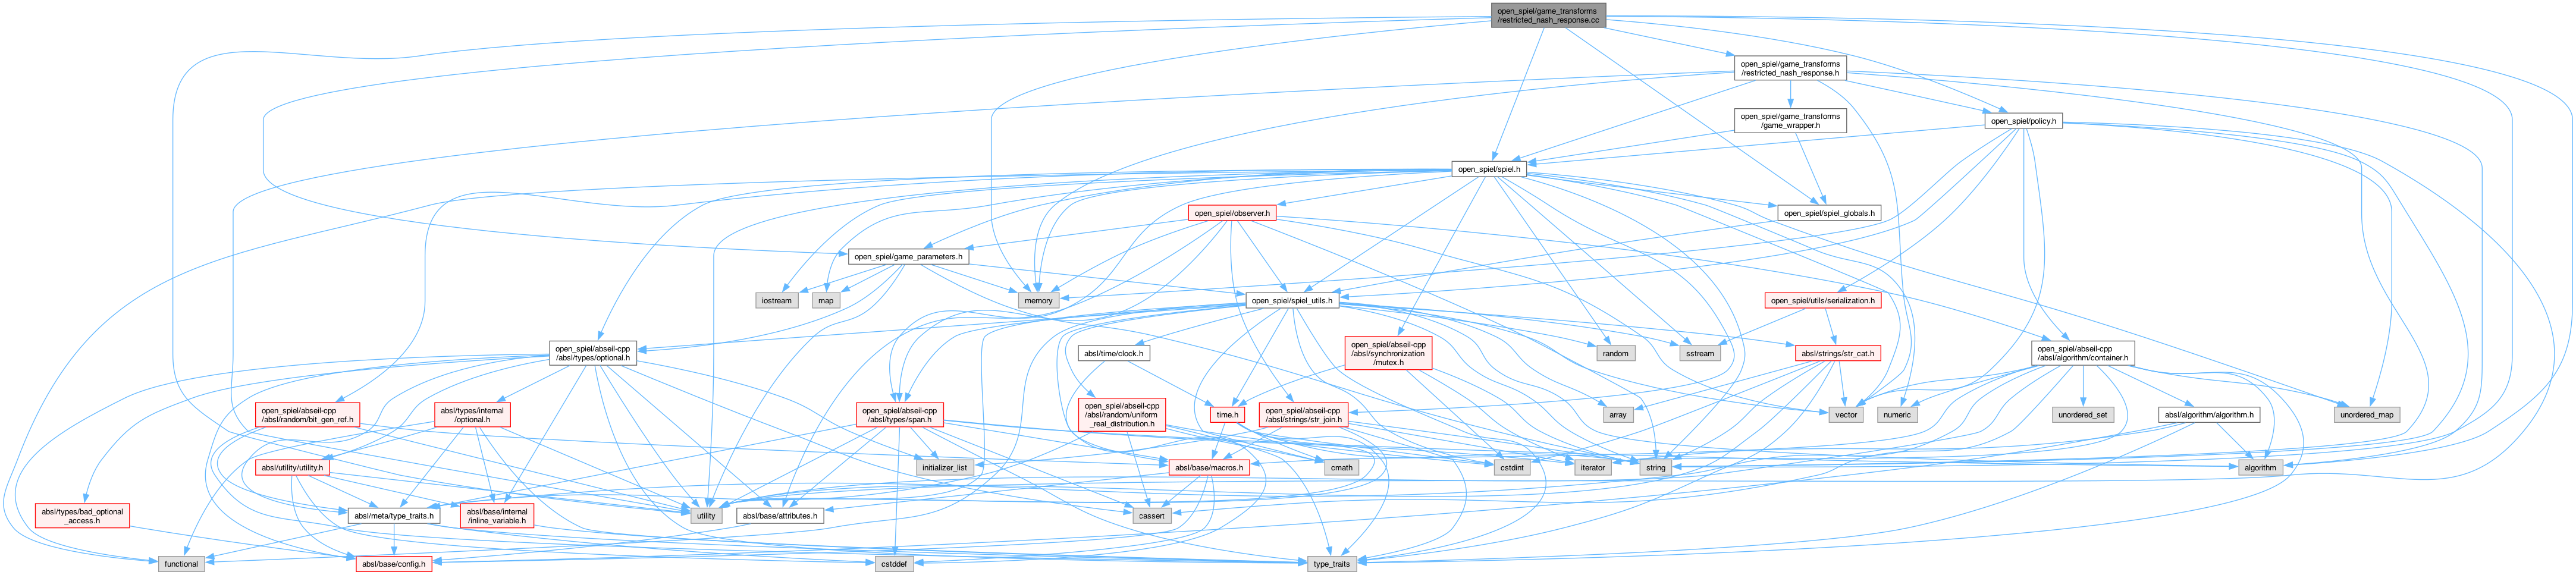 open_spiel/game_transforms
/restricted_nash_response.cc
open_spiel/game_transforms
/restricted_nash_response.h
open_spiel/game_transforms
/game_wrapper.h
open_spiel/policy.h
open_spiel/spiel.h
open_spiel/observer.h
open_spiel/spiel_globals.h
open_spiel/game_parameters.h
iostream
map
memory
open_spiel/spiel_utils.h
open_spiel/utils/serialization.h
open_spiel/abseil-cpp
/absl/types/optional.h
absl/time/clock.h
open_spiel/abseil-cpp
/absl/synchronization
/mutex.h
random
sstream
absl/strings/str_cat.h
open_spiel/abseil-cpp
/absl/algorithm/container.h
open_spiel/abseil-cpp
/absl/random/bit_gen_ref.h
absl/types/internal
/optional.h
open_spiel/abseil-cpp
/absl/types/span.h
open_spiel/abseil-cpp
/absl/random/uniform
_real_distribution.h
time.h
open_spiel/abseil-cpp
/absl/strings/str_join.h
array
vector
numeric
unordered_set
absl/algorithm/algorithm.h
unordered_map
absl/utility/utility.h
initializer_list
absl/base/macros.h
cmath
cstdint
iterator
string
algorithm
absl/types/bad_optional
_access.h
absl/meta/type_traits.h
absl/base/internal
/inline_variable.h
utility
absl/base/attributes.h
cassert
functional
absl/base/config.h
cstddef
type_traits